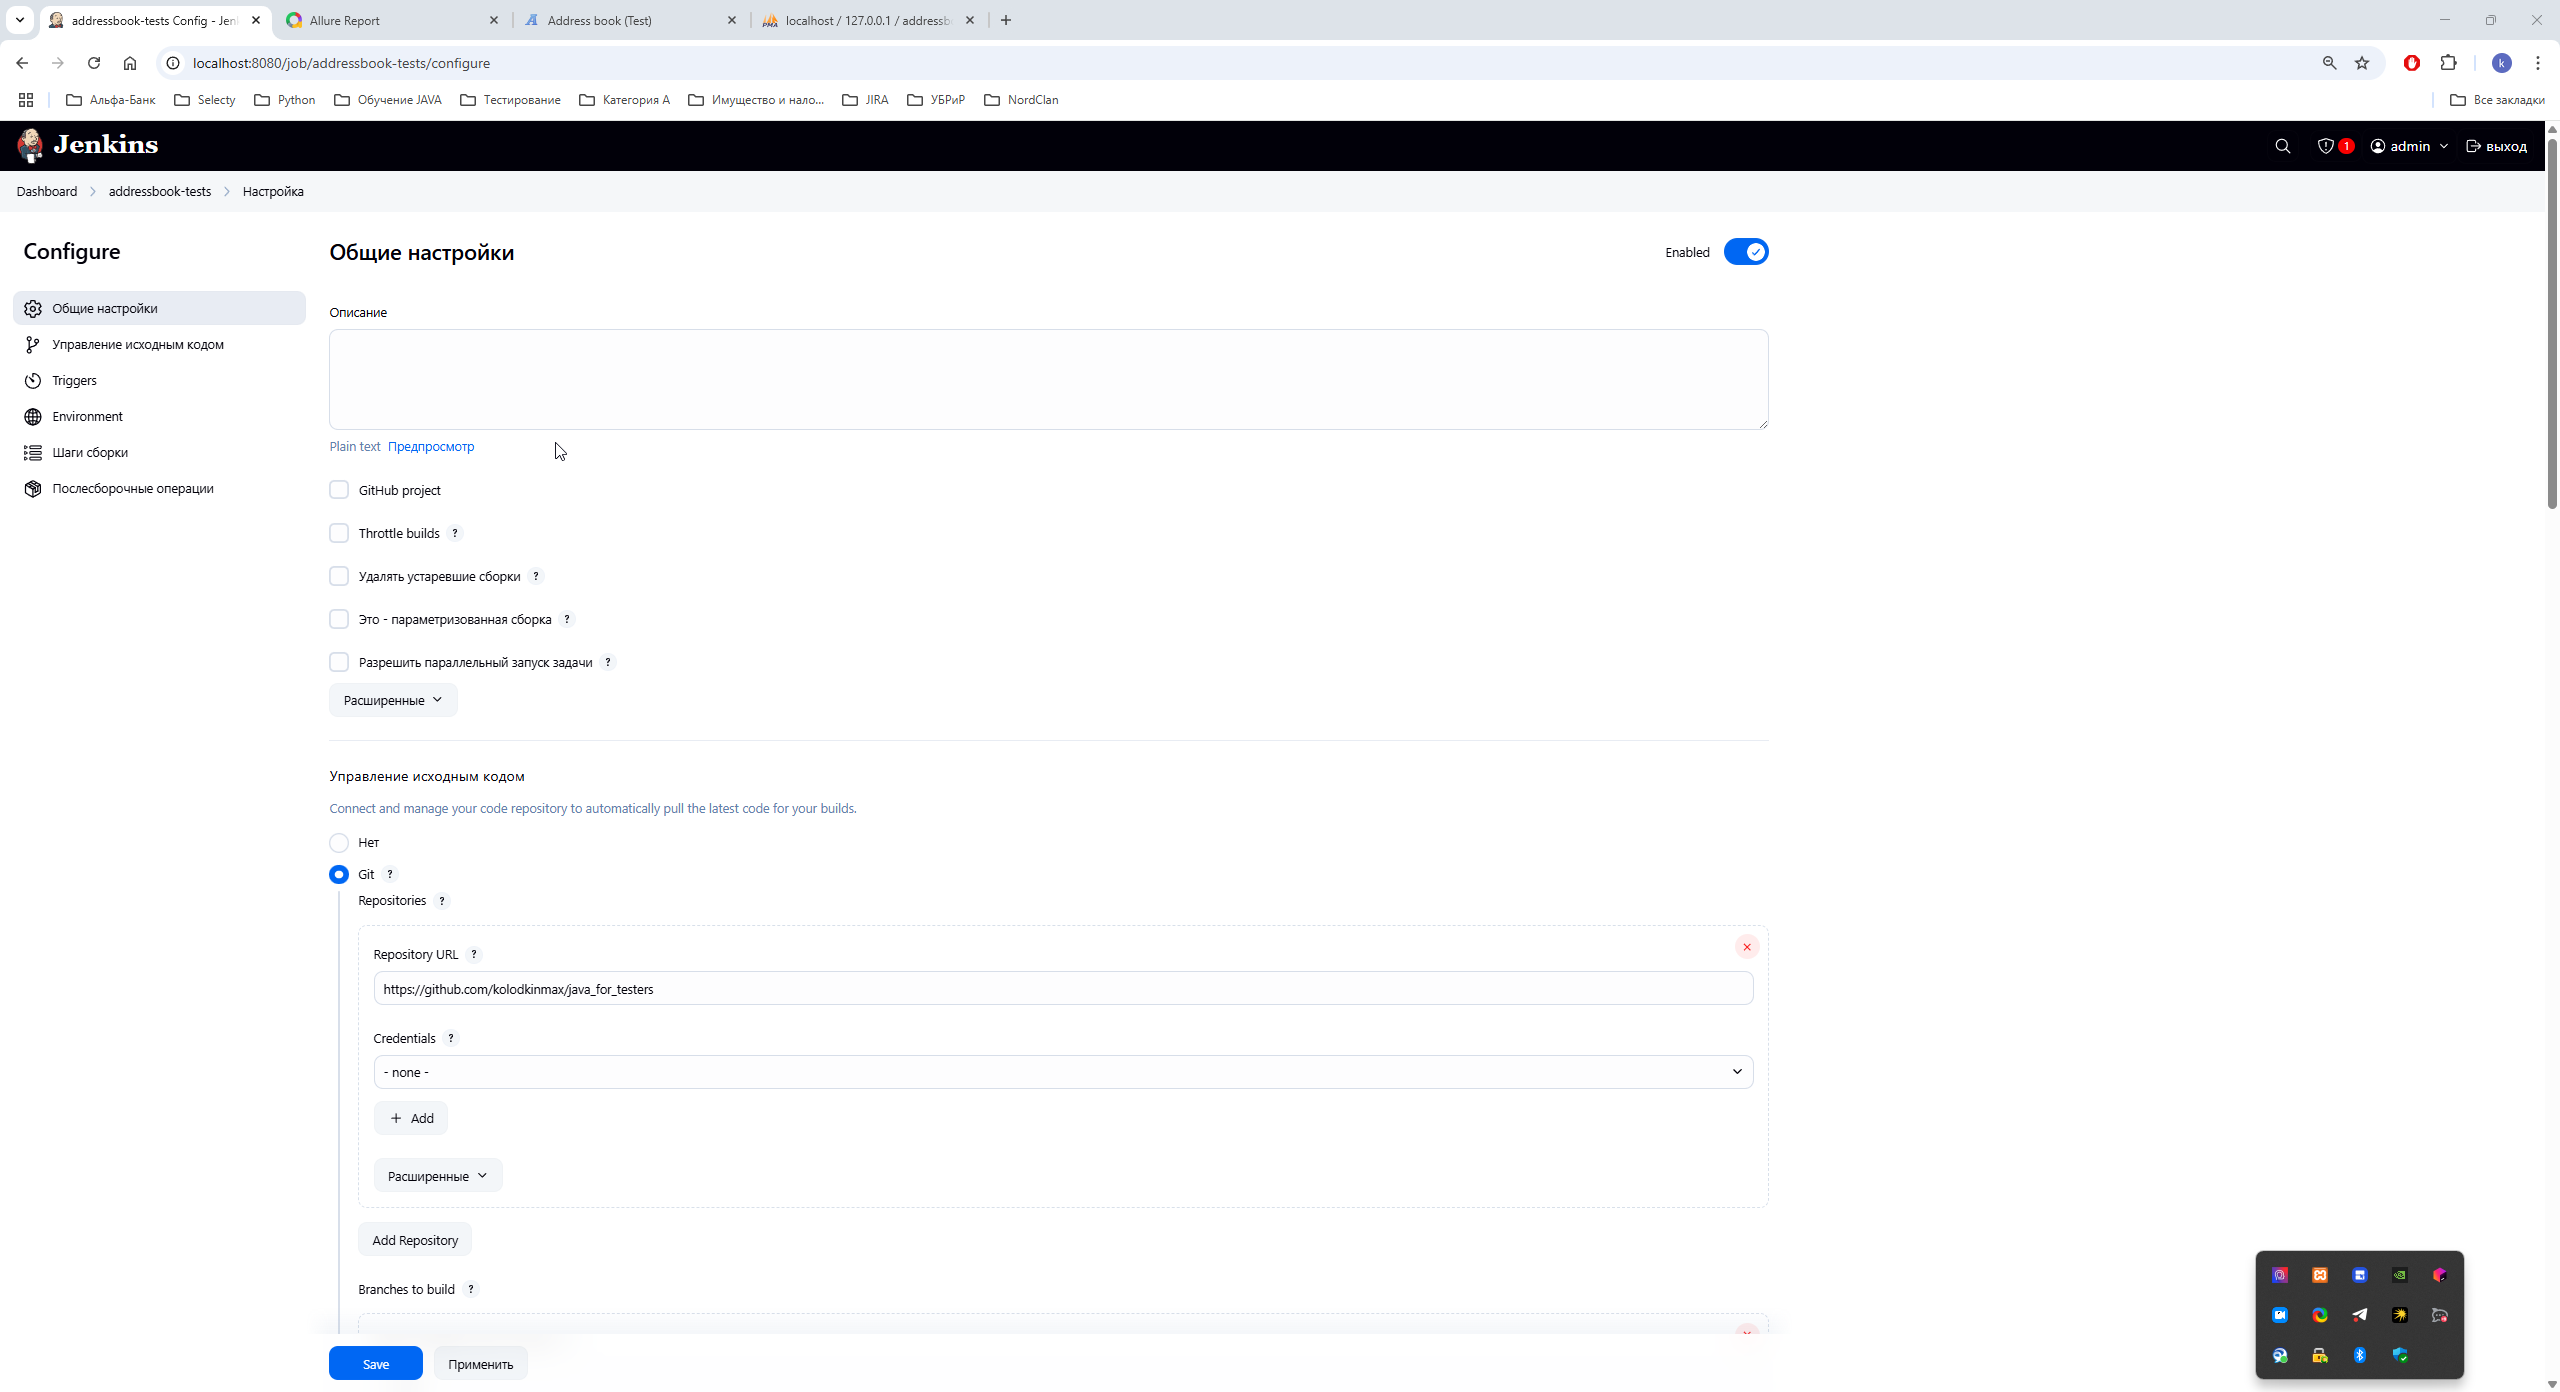 addressbook-tests Config - Jen
Allure Report
Address book (Test)
localhost / 127.0.0.1 / addressb
localhost:8080/job/addressbook-tests/configure
k
Альфа-Банк
Selecty
Python
Обучение JAVA
Тестирование
Категория А
Имущество и нало...
JIRA
УБРиР
NordClan
Все закладки
Jenkins
1
admin
выход
Dashboard
addressbook-tests
Настройка
Configure
Общие настройки
Управление исходным кодом
Triggers
Environment
Шаги сборки
Послесборочные операции
Общие настройки
Enabled
Описание
Plain text Предпросмотр
GitHub project
Throttle builds ?
Удалять устаревшие сборки ?
Это - параметризованная сборка ?
Разрешить параллельный запуск задачи ?
Расширенные
Управление исходным кодом
Connect and manage your code repository to automatically pull the latest code for your builds.
Нет
Git ?
Repositories ?
Repository URL ?
https://github.com/kolodkinmax/java_for_testers
Credentials ?
- none -
+ Add
Расширенные
Add Repository
Branches to build ?
Save
Применить